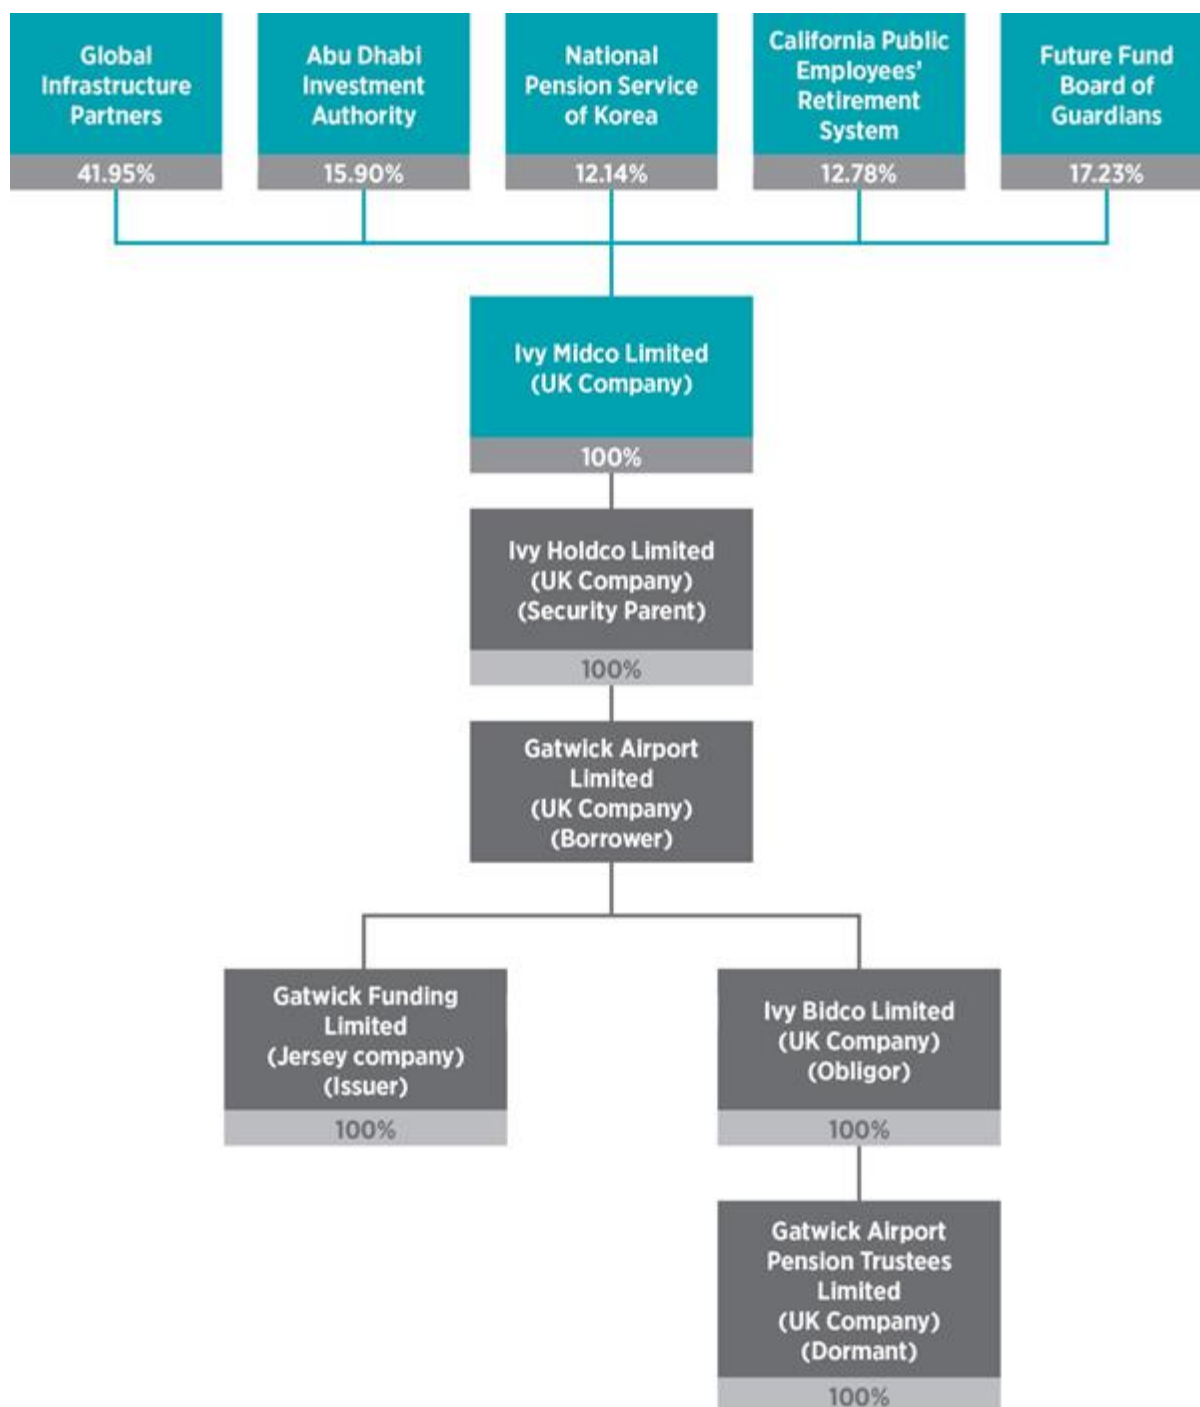 Global
Infrastructure
Partners
41.95%
Abu Dhabi
Investment
Authority
15.90%
National
Pension Service
of Korea
12.14%
California Public
Employees’
Retirement
System
12.78%
Future Fund
Board of
Guardians
17.23%
Ivy Midco Limited
(UK Company)
100%
Ivy Holdco Limited
(UK Company)
(Security Parent)
100%
Gatwick Airport
Limited
(UK Company)
(Borrower)
Gatwick Funding
Limited
(Jersey company)
(Issuer)
100%
Ivy Bidco Limited
(UK Company)
(Obligor)
100%
Gatwick Airport
Pension Trustees
Limited
(UK Company)
(Dormant)
100%